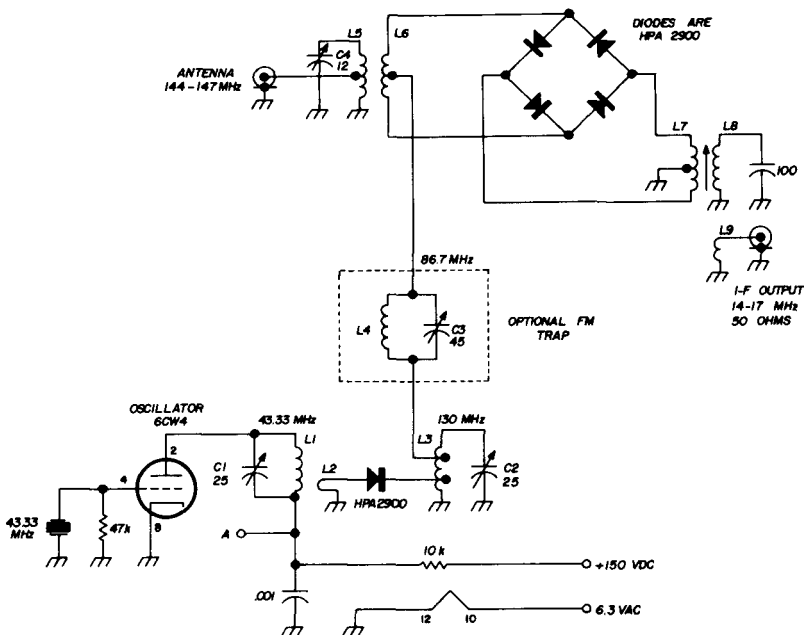 DIODES ARE
HPA 2900
L5
L6
C4
12
ANTENNA
144-147 MHz
L7
L8
100
L9
I-F OUTPUT
14-17 MHz
50 OHMS
86.7 MHz
L4
C3
45
OPTIONAL FM
TRAP
OSCILLATOR
6CW4
43.33 MHz
L1
130 MHz
L3
2
4
8
C1
25
L2
HPA2900
C2
25
43.33
MHz
47k
A
10 k
+150 VDC
.001
12
10
6.3 VAC